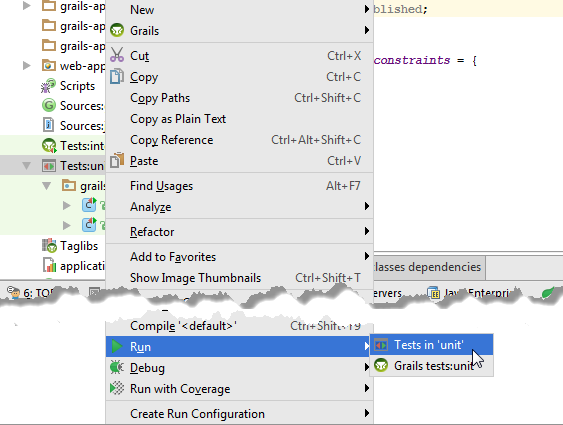 grails-ap
grails-ap
grails-ap
web-app
Scripts
Sources:
Sources:
Tests:int
Tests:un
grails
Taglibs
application
6: TO
New
Grails
Cut Ctrl+X
Copy Ctrl+C
Copy Paths Ctrl+Shift+C
Copy as Plain Text
Copy Reference Ctrl+Alt+Shift+C
Paste Ctrl+V
Find Usages Alt+F7
Analyze
Refactor
Add to Favorites
Show Image Thumbnails Ctrl+Shift+T
Compile '<default>' Ctrl+Shift+F9
Run
Debug
Run with Coverage
Create Run Configuration
blished;
constraints = {
classes dependencies
ervers
Java Enterpri
Tests in 'unit'
Grails tests:unit